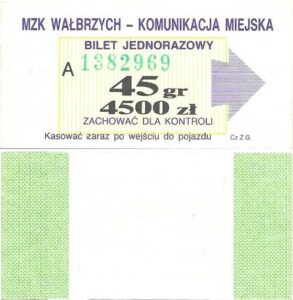 MZK WAŁBRZYCH - KOMUNIKACJA MIEJSKA
BILET JEDNORAZOWY
A 1382969
45 gr
4500 zł
ZACHOWAĆ DLA KONTROLI
Kasować zaraz po wejściu do pojazdu Cz.Z.G.